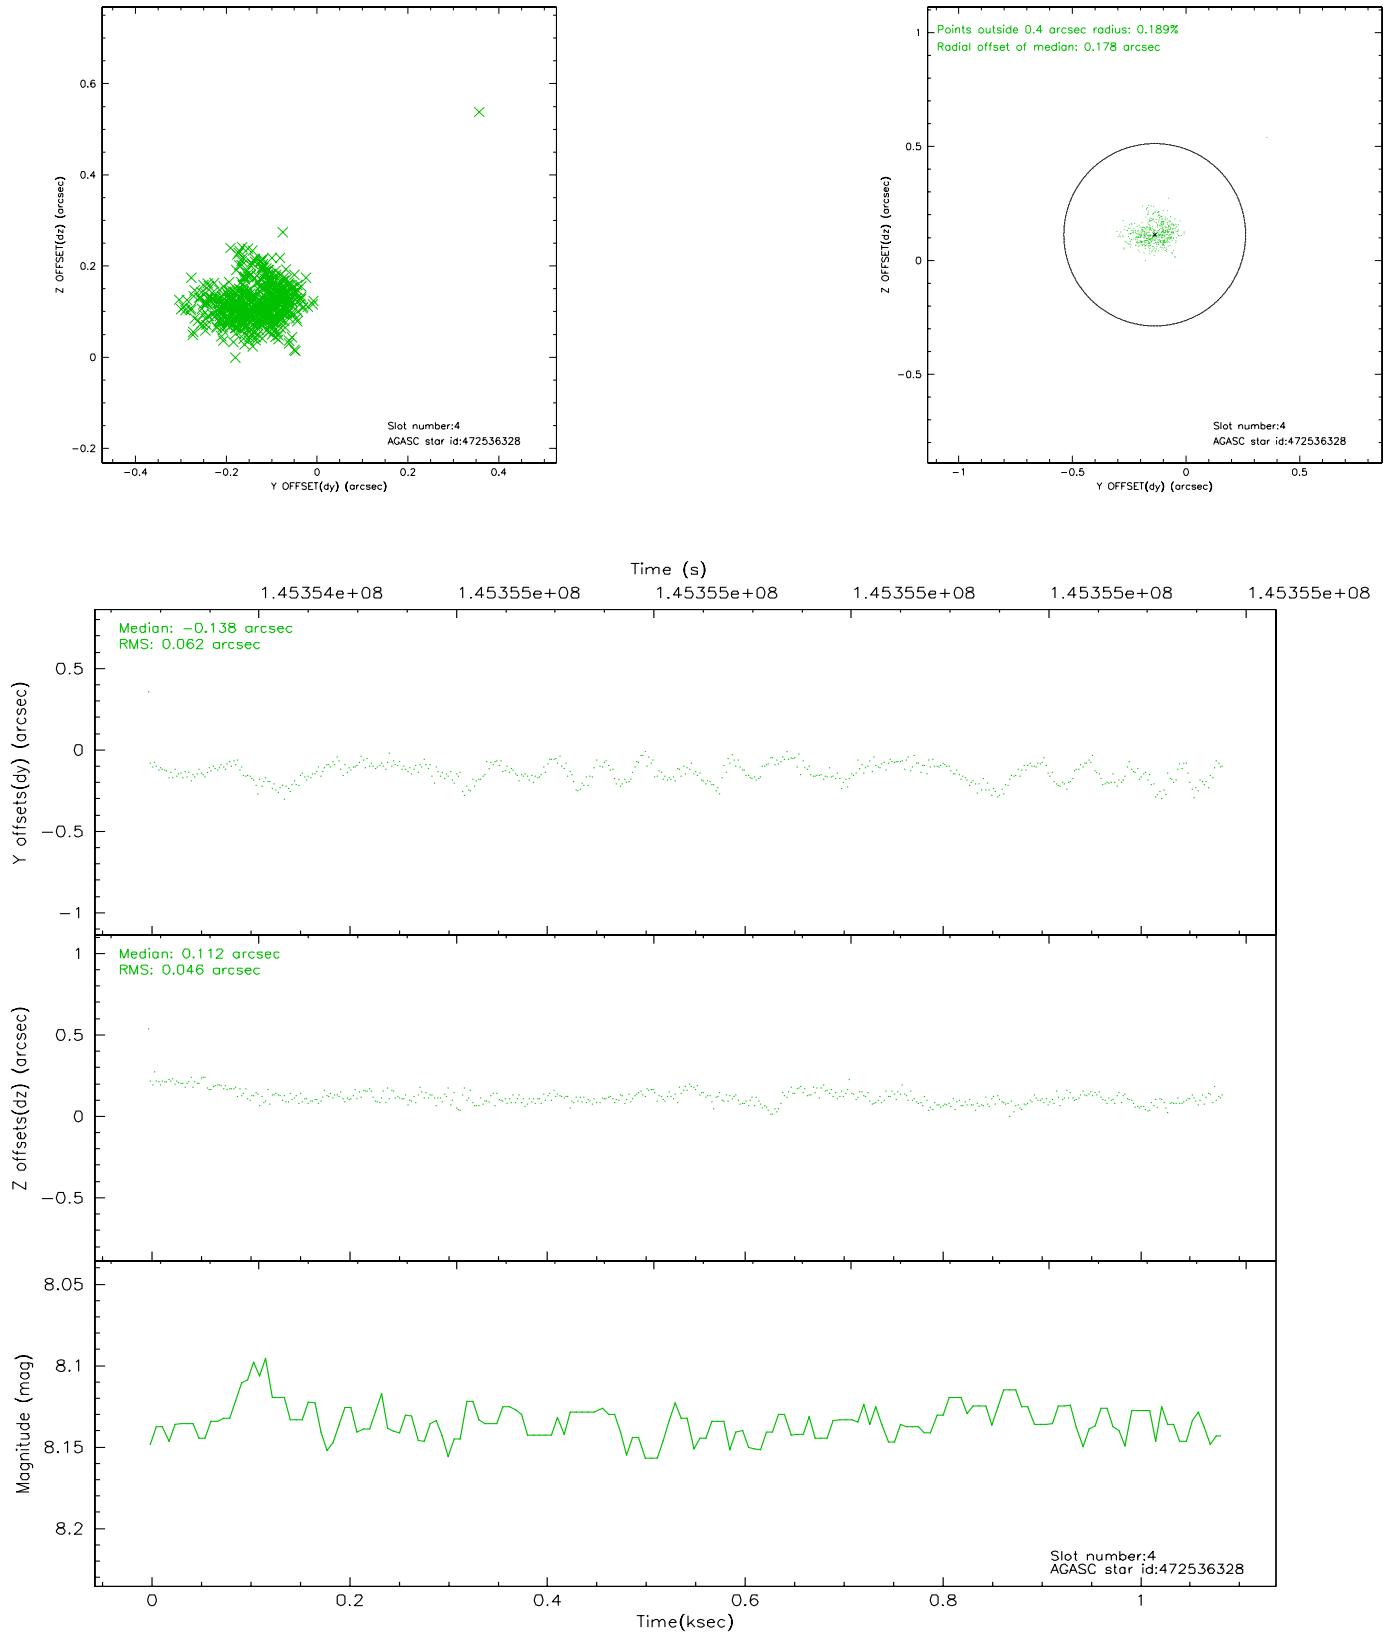 0.6
0.4
0.2
0
−0.2
−0.4
−0.2
0
0.2
0.4
Z OFFSET(dz) (arcsec)
Y OFFSET(dy) (arcsec)
Slot number:4
AGASC star id:472536328
Points outside 0.4 arcsec radius: 0.189%
Radial offset of median: 0.178 arcsec
1
0.5
0
−0.5
−1
−0.5
0
0.5
Z OFFSET(dz) (arcsec)
Y OFFSET(dy) (arcsec)
Slot number:4
AGASC star id:472536328
Time (s)
1.45354e+08
1.45355e+08
1.45355e+08
1.45355e+08
1.45355e+08
1.45355e+08
Median: −0.138 arcsec
RMS: 0.062 arcsec
0.5
0
−0.5
−1
Y offsets(dy) (arcsec)
Median: 0.112 arcsec
RMS: 0.046 arcsec
1
0.5
0
−0.5
Z offsets(dz) (arcsec)
8.05
8.1
8.15
8.2
Magnitude (mag)
Slot number:4
AGASC star id:472536328
0
0.2
0.4
0.6
0.8
1
Time(ksec)